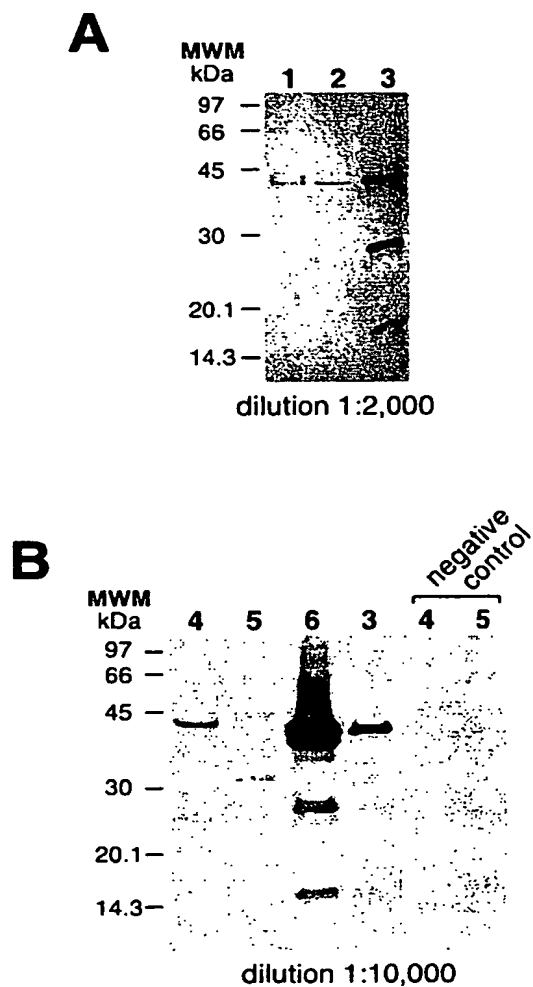 A
MWM
kDa
1 2 3
97
66
45
30
20.1
14.3
dilution 1:2,000
B
negative
control
MWM
kDa
4 5 6 3 4 5
97
66
45
30
20.1
14.3
dilution 1:10,000